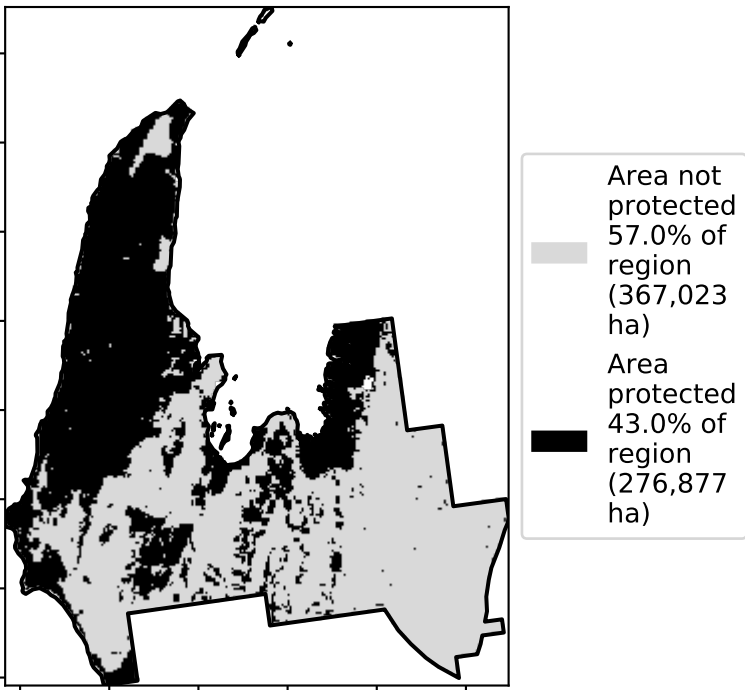 Area not
protected
57.0% of
region
(367,023
ha)
Area
protected
43.0% of
region
(276,877
ha)